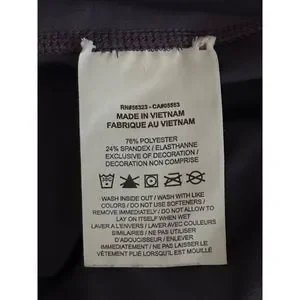 RN#56323 - CA#05553
MADE IN VIETNAM
FABRIQUE AU VIETNAM
76% POLYESTER
24% SPANDEX / ELASTHANNE
EXCLUSIVE OF DECORATION /
DECORATION NON COMPRISE
WASH INSIDE OUT / WASH WITH LIKE
COLORS / DO NOT USE SOFTENERS /
REMOVE IMMEDIATELY / DO NOT ALLOW TO
LAY ON ITSELF WHEN WET
LAVER A L'ENVERS / LAVER AVEC COULEURS
SIMILAIRES / NE PAS UTILISER
D'ADOUCISSEUR / ENLEVER
IMMEDIATEMENT / NE PAS LAISSER LE
VÊTEMENT PLIE LORSQU'IL EST MOUILLÉ